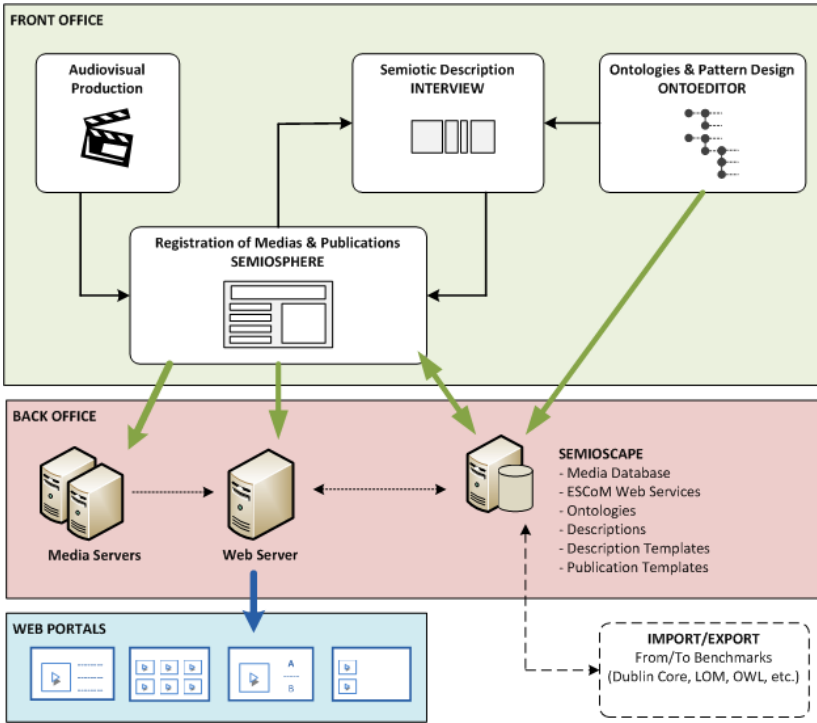 FRONT OFFICE
Audiovisual
Production
Semiotic Description
INTERVIEW
Ontologies & Pattern Design
ONTOEDITOR
Registration of Medias & Publications
SEMIOSPHERE
BACK OFFICE
Media Servers
Web Server
SEMIOSCAPE
- Media Database
- ESCoM Web Services
- Ontologies
- Descriptions
- Description Templates
- Publication Templates
WEB PORTALS
A
B
IMPORT/EXPORT
From/To Benchmarks
(Dublin Core, LOM, OWL, etc.)